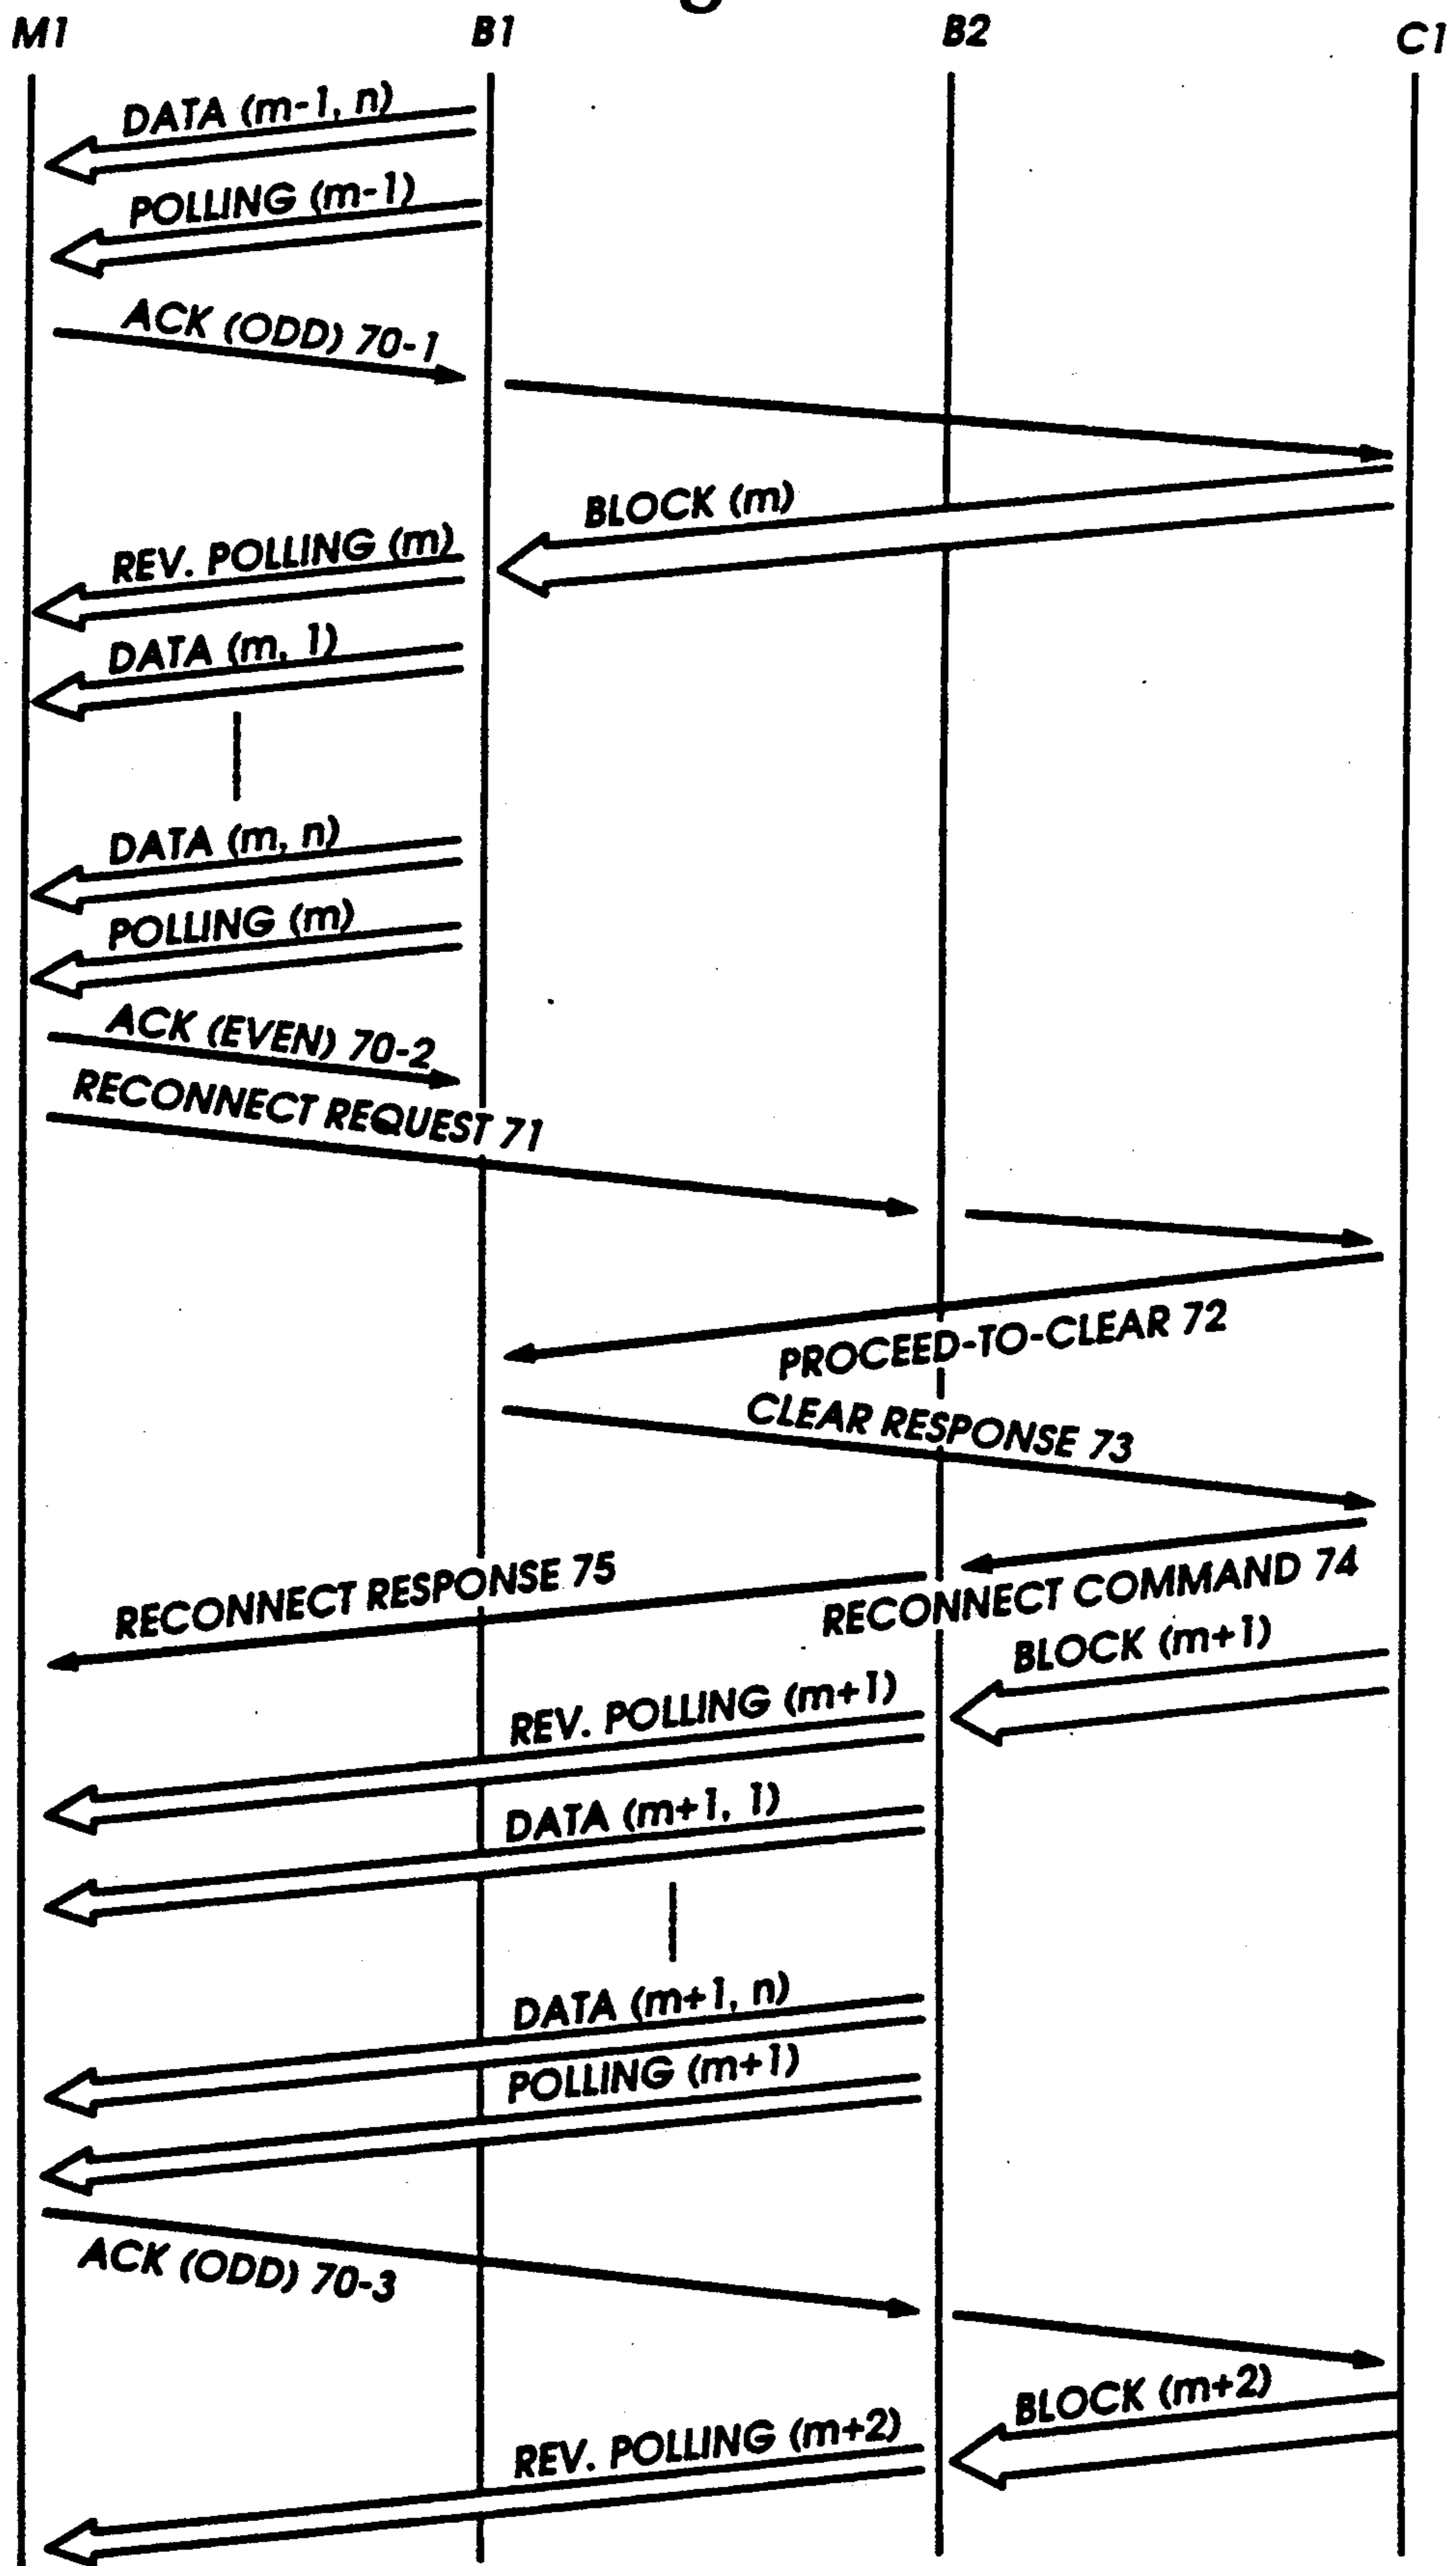 M1 B1 B2 C1
DATA (m-1, n)
POLLING (m-1)
ACK (ODD) 70-1
BLOCK (m)
REV. POLLING (m)
DATA (m, 1)
DATA (m, n)
POLLING (m)
ACK (EVEN) 70-2
RECONNECT REQUEST 71
PROCEED-TO-CLEAR 72
CLEAR RESPONSE 73
RECONNECT RESPONSE 75
RECONNECT COMMAND 74
BLOCK (m+1)
REV. POLLING (m+1)
DATA (m+1, 1)
DATA (m+1, n)
POLLING (m+1)
ACK (ODD) 70-3
BLOCK (m+2)
REV. POLLING (m+2)